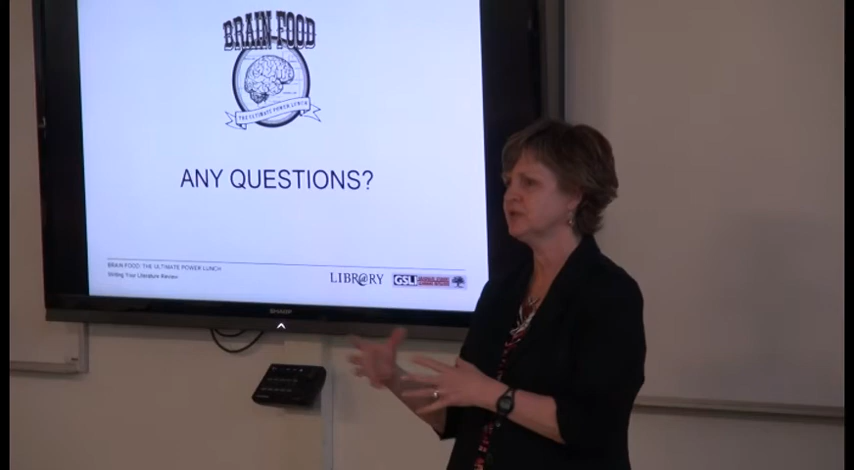 BRAIN-FOOD
THE ULTIMATE POWER LUNCH
ANY QUESTIONS?
BRAIN FOOD: THE ULTIMATE POWER LUNCH
Writing Your Literature Review
LIBR@RY
GSLI
SHARP